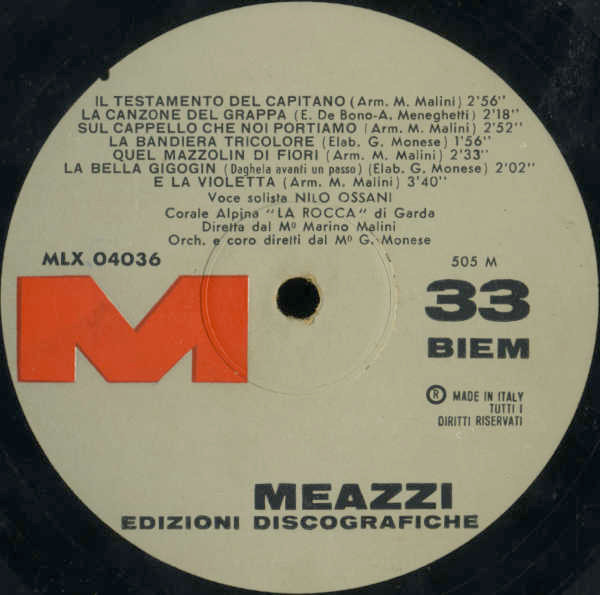 IL TESTAMENTO DEL CAPITANO (Arm. M. Malini) 2'56''
LA CANZONE DEL GRAPPA (E. De Bono-A. Meneghetti) 2'18''
SUL CAPPELLO CHE NOI PORTIAMO (Arm. M. Malini) 2'52''
LA BANDIERA TRICOLORE (Elab. G. Monese) 1'56''
QUEL MAZZOLIN DI FIORI (Arm. M. Malini) 2'33''
LA BELLA GIGOGIN (Daghela avanti un passo) (Elab. G. Monese) 2'02''
E LA VIOLETTA (Arm. M. Malini) 3'40''
Voce solista NILO OSSANI
Corale Alpina "LA ROCCA" di Garda
Diretta dal Mº Marino Malini
Orch. e coro diretti dal Mº G. Monese
MLX 04036
505 M
M
33
BIEM
® MADE IN ITALY
TUTTI I
DIRITTI RISERVATI
MEAZZI
EDIZIONI DISCOGRAFICHE